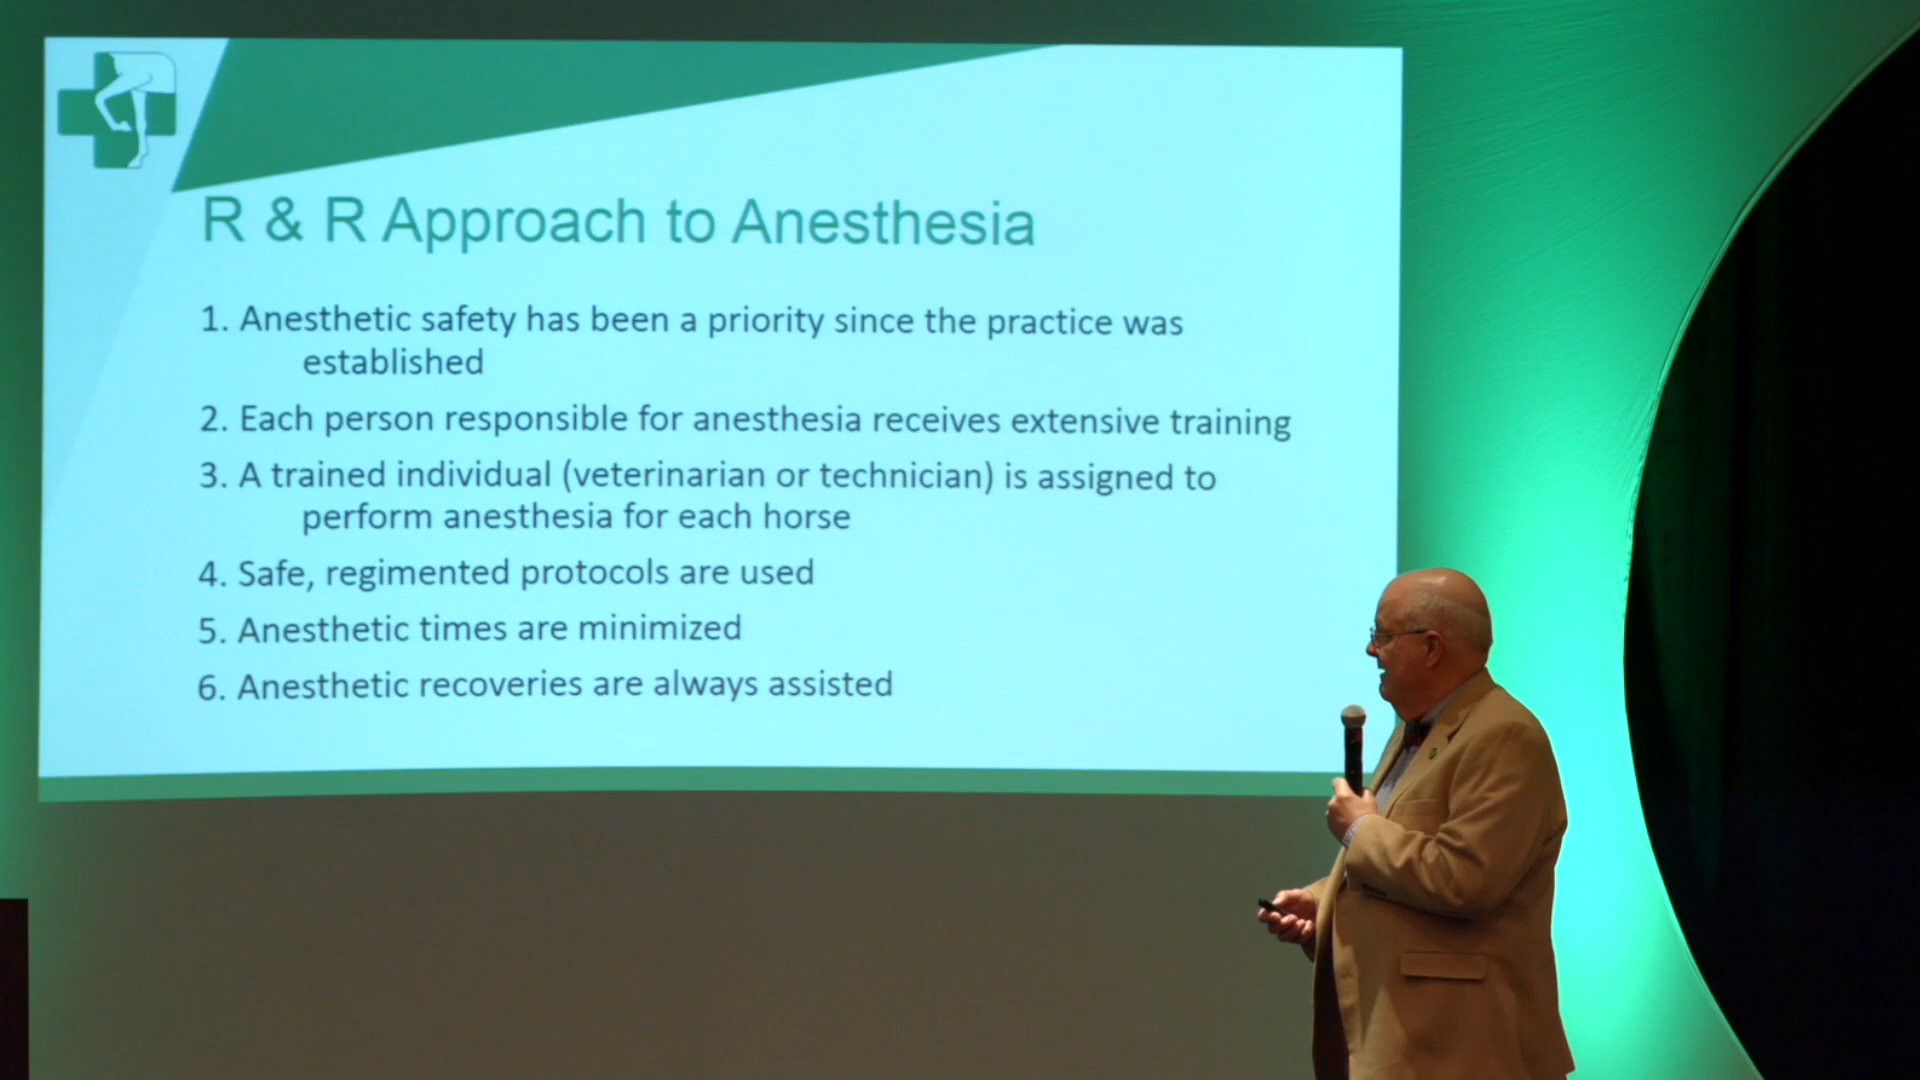 R & R Approach to Anesthesia
1. Anesthetic safety has been a priority since the practice was
established
2. Each person responsible for anesthesia receives extensive training
3. A trained individual (veterinarian or technician) is assigned to
perform anesthesia for each horse
4. Safe, regimented protocols are used
5. Anesthetic times are minimized
6. Anesthetic recoveries are always assisted